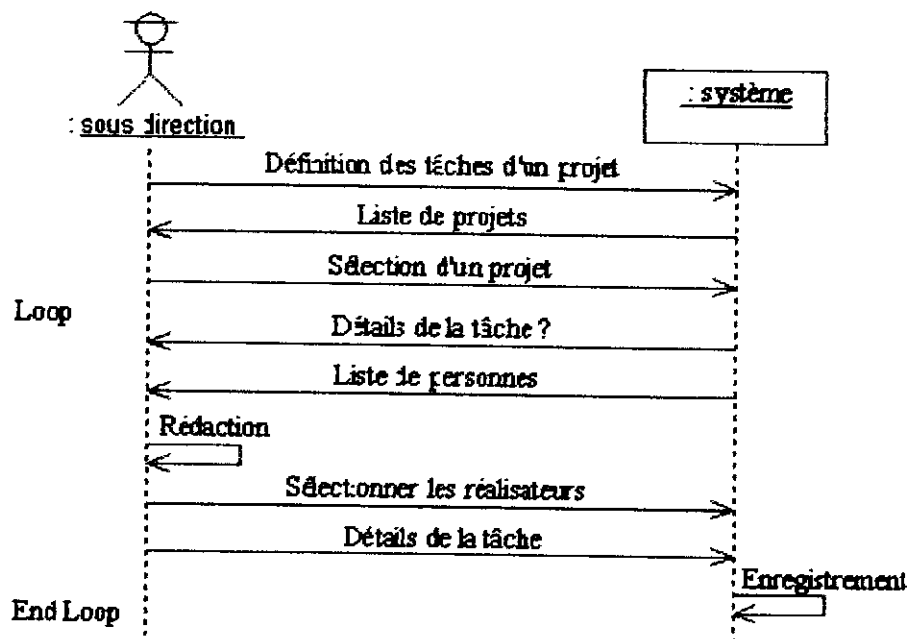 : sous direction
: système
Définition des tâches d'un projet
Liste de projets
Sélection d'un projet
Loop
Détails de la tâche ?
Liste de personnes
Rédaction
Sélectionner les réalisateurs
Détails de la tâche
Enregistrement
End Loop